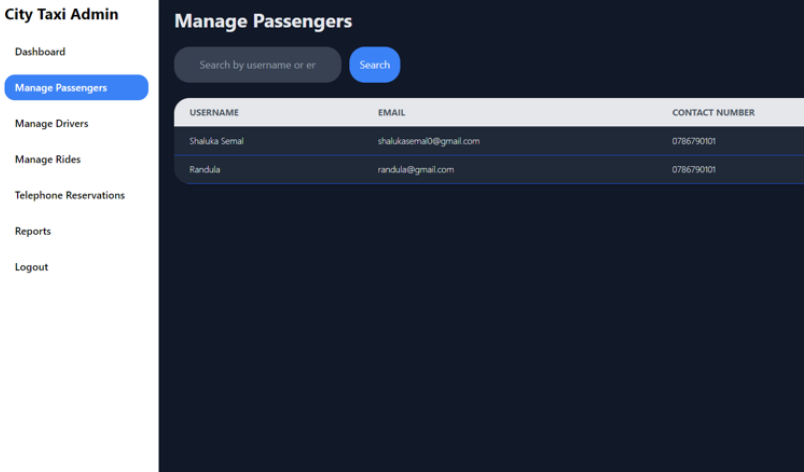 City Taxi Admin
Dashboard
Manage Passengers
Manage Drivers
Manage Rides
Telephone Reservations
Reports
Logout
Manage Passengers
Search by username or er
Search
USERNAME EMAIL CONTACT NUMBER
Shaluka Semal shalukasemal0@gmail.com 0786790101
Randula randula@gmail.com 0786790101